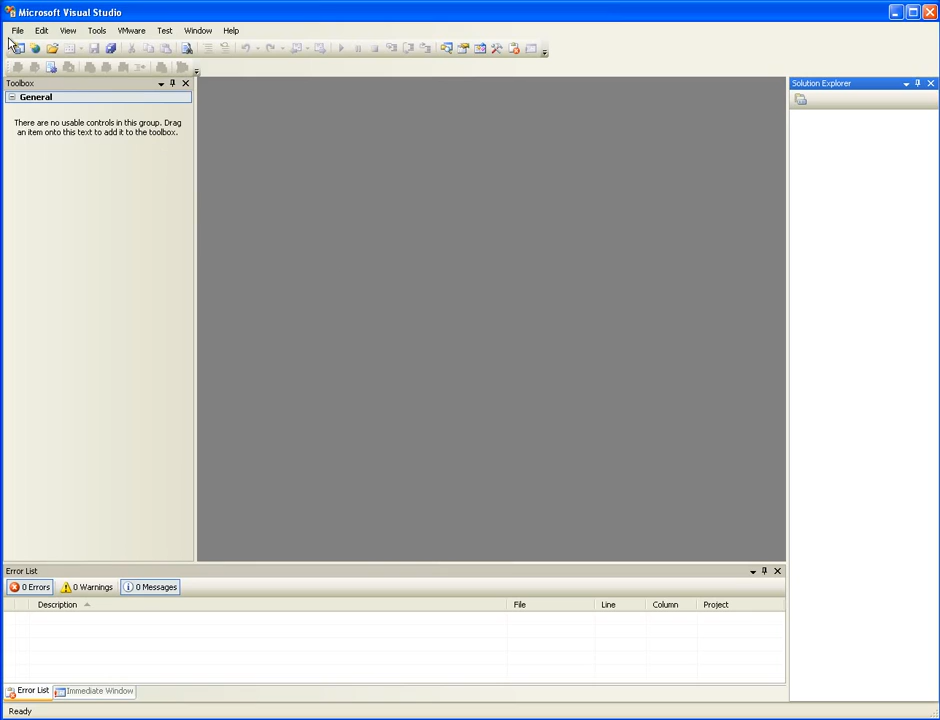 Microsoft Visual Studio
File Edit View Tools VMware Test Window Help
Toolbox
General
There are no usable controls in this group. Drag
an item onto this text to add it to the toolbox.
Solution Explorer
Error List
0 Errors 0 Warnings 0 Messages
Description File Line Column Project
Error List Immediate Window
Ready